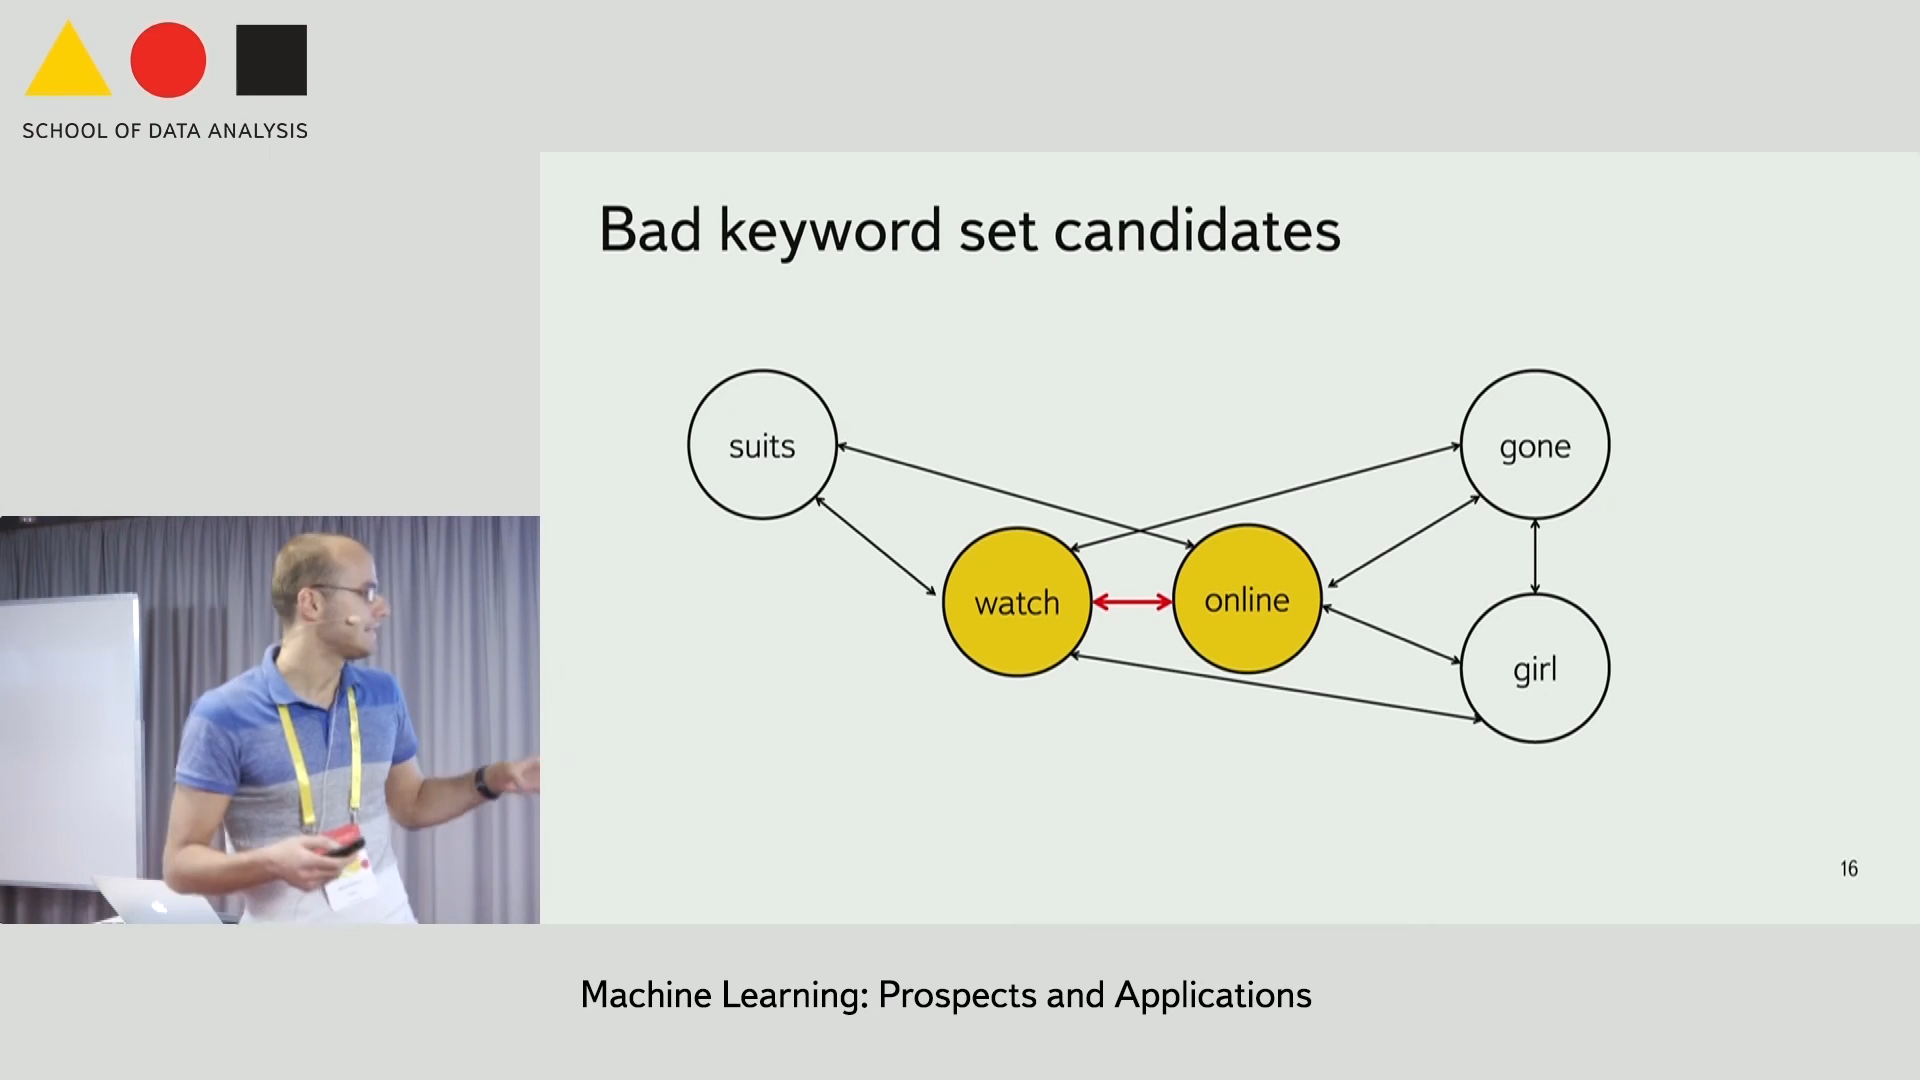 SCHOOL OF DATA ANALYSIS
Bad keyword set candidates
suits
gone
watch
online
girl
16
Machine Learning: Prospects and Applications